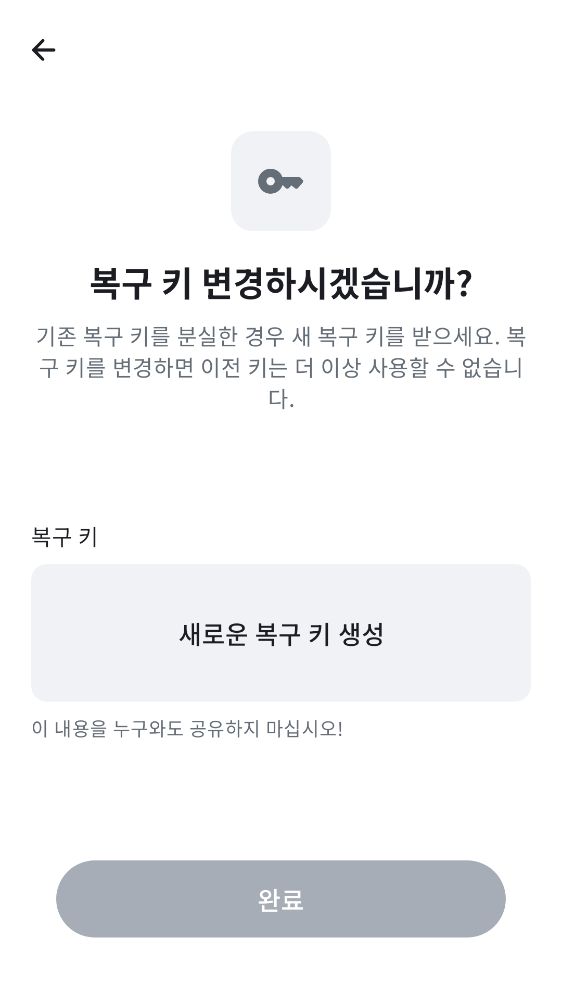 복구 키 변경하시겠습니까?
기존 복구 키를 분실한 경우 새 복구 키를 받으세요. 복
구 키를 변경하면 이전 키는 더 이상 사용할 수 없습니
다.
복구 키
새로운 복구 키 생성
이 내용을 누구와도 공유하지 마십시오!
완료